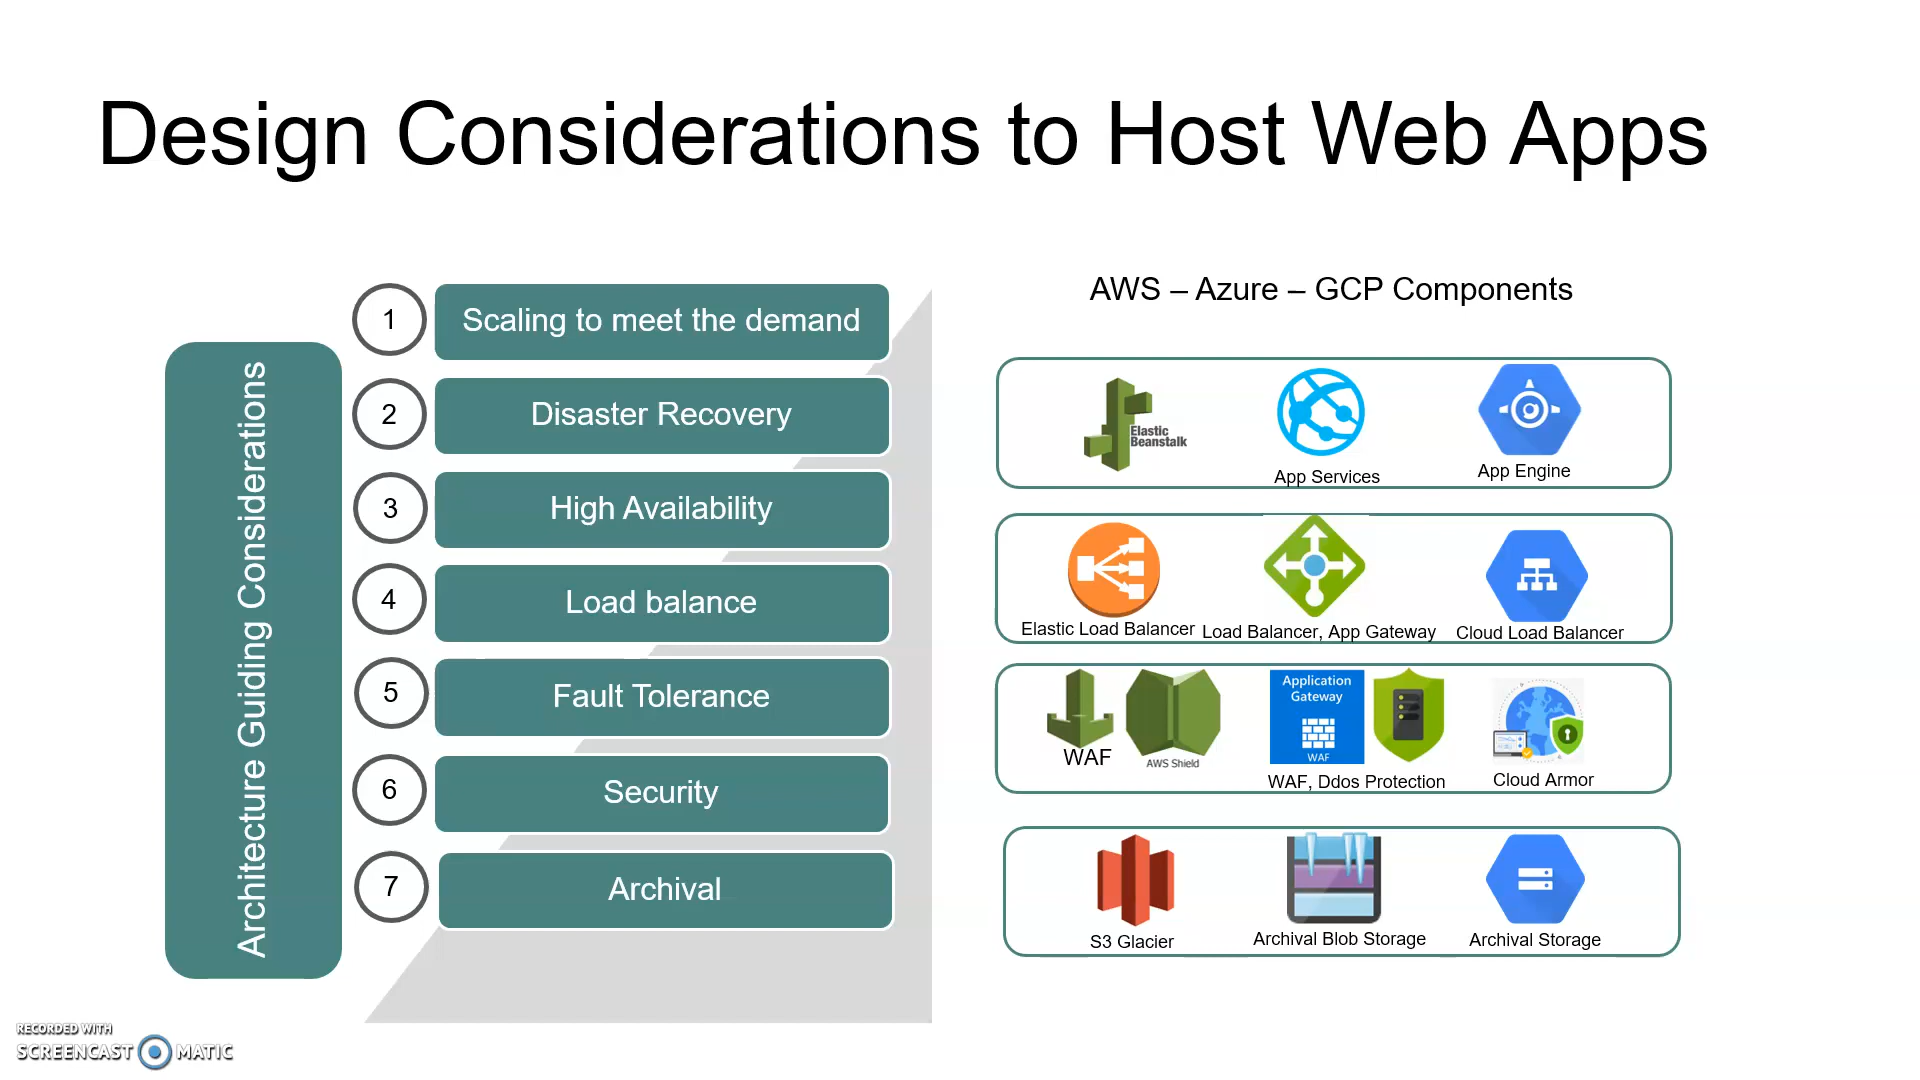 Design Considerations to Host Web Apps
Architecture Guiding Considerations
1 Scaling to meet the demand
2 Disaster Recovery
3 High Availability
4 Load balance
5 Fault Tolerance
6 Security
7 Archival
AWS – Azure – GCP Components
Elastic
Beanstalk
App Services
App Engine
Elastic Load Balancer
Load Balancer, App Gateway
Cloud Load Balancer
WAF
AWS Shield
Application
Gateway
WAF
WAF, Ddos Protection
Cloud Armor
S3 Glacier
Archival Blob Storage
Archival Storage
RECORDED WITH
SCREENCAST MATIC